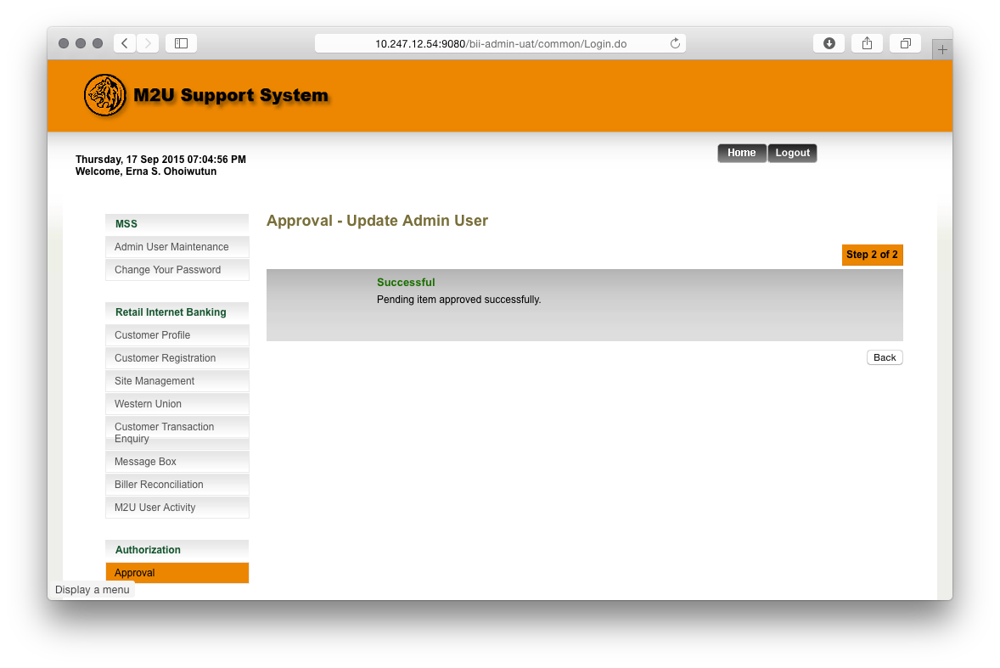 10.247.12.54:9080/bii-admin-uat/common/Login.do
M2U Support System
Thursday, 17 Sep 2015 07:04:56 PM
Welcome, Erna S. Ohoiwutun
Home
Logout
MSS
Admin User Maintenance
Change Your Password
Retail Internet Banking
Customer Profile
Customer Registration
Site Management
Western Union
Customer Transaction
Enquiry
Message Box
Biller Reconciliation
M2U User Activity
Authorization
Approval
Approval - Update Admin User
Step 2 of 2
Successful
Pending item approved successfully.
Back
Display a menu